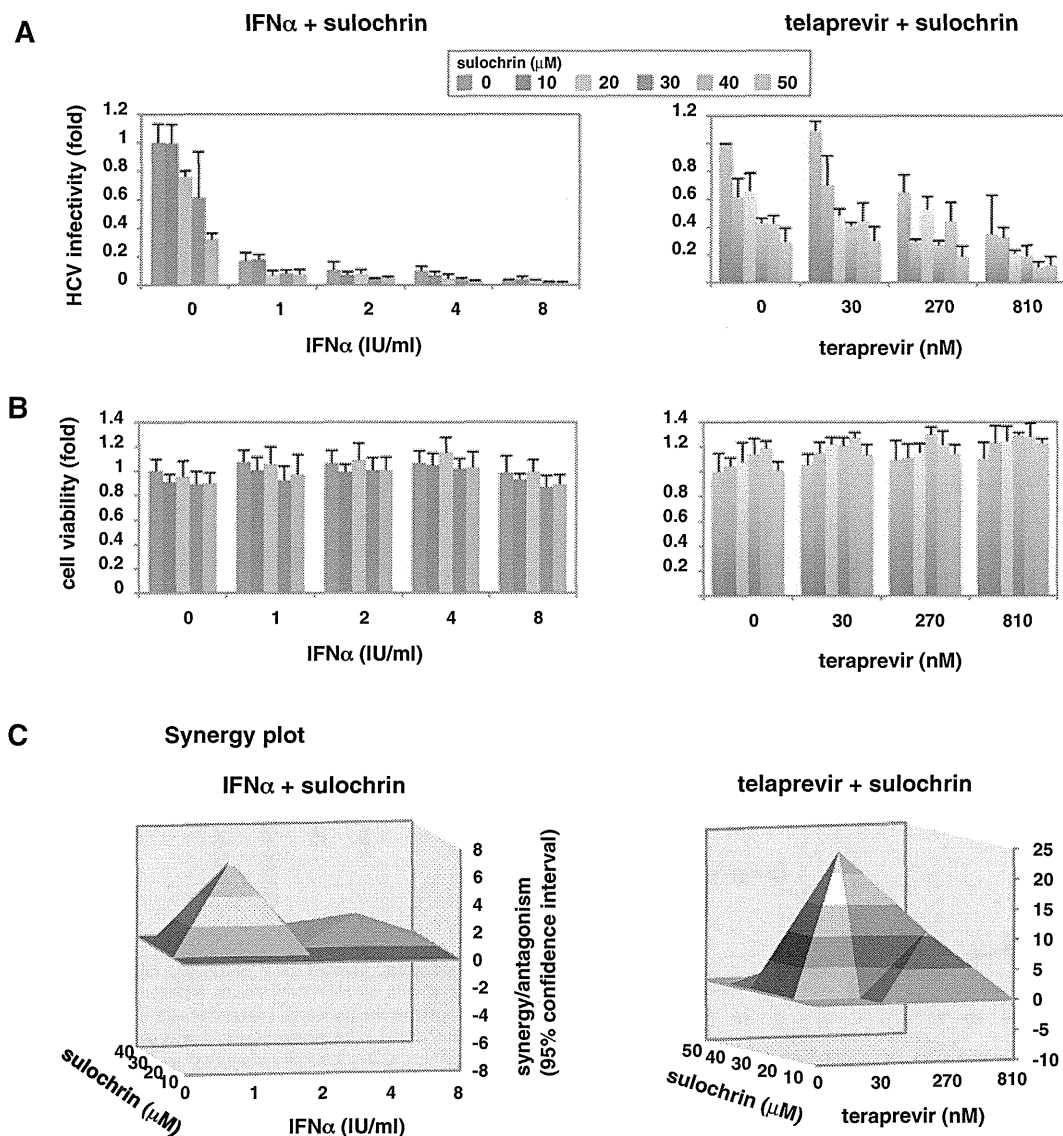 A
IFNα + sulochrin
telaprevir + sulochrin
sulochrin (μM)
0 10 20 30 40 50
HCV infectivity (fold)
1.2
1
0.8
0.6
0.4
0.2
0
0 1 2 4 8
IFNα (IU/ml)
1.2
1.0
0.8
0.6
0.4
0.2
0 30 270 810
teraprevir (nM)
B
cell viability (fold)
1.4
1.2
1
0.8
0.6
0.4
0.2
0
0 1 2 4 8
IFNα (IU/ml)
1.4
1.2
1.0
0.8
0.6
0.4
0.2
0 30 270 810
teraprevir (nM)
C
Synergy plot
IFNα + sulochrin
8
6
4
2
0
-2
-4
-6
-8
synergy/antagonism
(95% confidence interval)
40 30 20 10
sulochrin (μM)
0 1 2 4 8
IFNα (IU/ml)
telaprevir + sulochrin
25
20
15
10
5
0
-5
-10
50 40 30 20 10
sulochrin (μM)
0 30 270 810
teraprevir (nM)